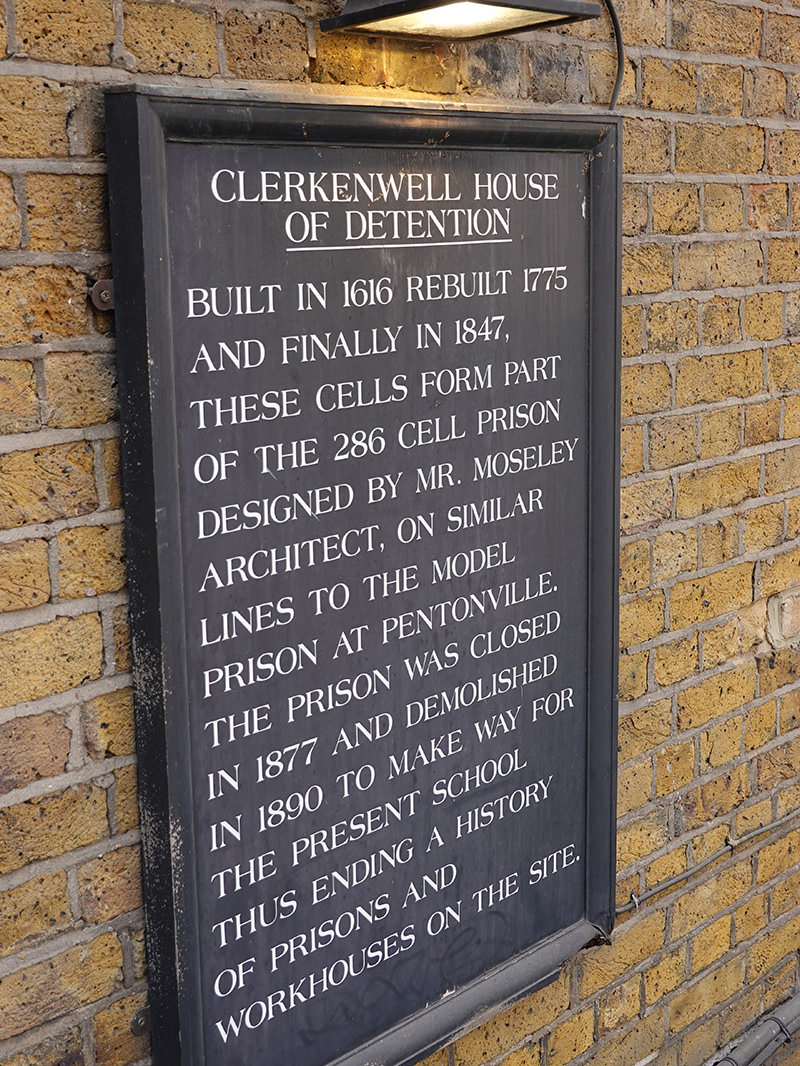 CLERKENWELL HOUSE
OF DETENTION
BUILT IN 1616 REBUILT 1775
AND FINALLY IN 1847,
THESE CELLS FORM PART
OF THE 286 CELL PRISON
DESIGNED BY MR. MOSELEY
ARCHITECT, ON SIMILAR
LINES TO THE MODEL
PRISON AT PENTONVILLE.
THE PRISON WAS CLOSED
IN 1877 AND DEMOLISHED
IN 1890 TO MAKE WAY FOR
THE PRESENT SCHOOL
THUS ENDING A HISTORY
OF PRISONS AND
WORKHOUSES ON THE SITE.